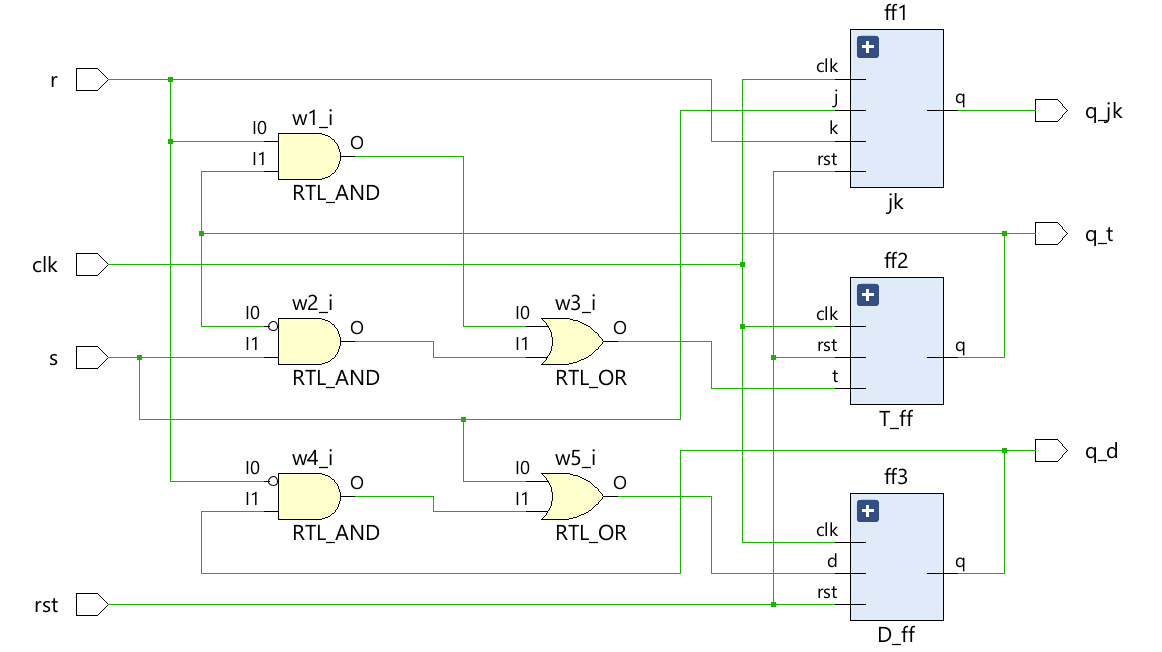 ff1
r
clk
j
k
rst
q
q_jk
jk
w1_i
I0
I1
O
RTL_AND
q_t
clk
ff2
clk
rst
t
q
T_ff
s
w2_i
I0
I1
O
RTL_AND
w3_i
I0
I1
O
RTL_OR
q_d
w4_i
I0
I1
O
RTL_AND
w5_i
I0
I1
O
RTL_OR
ff3
clk
d
rst
q
D_ff
rst